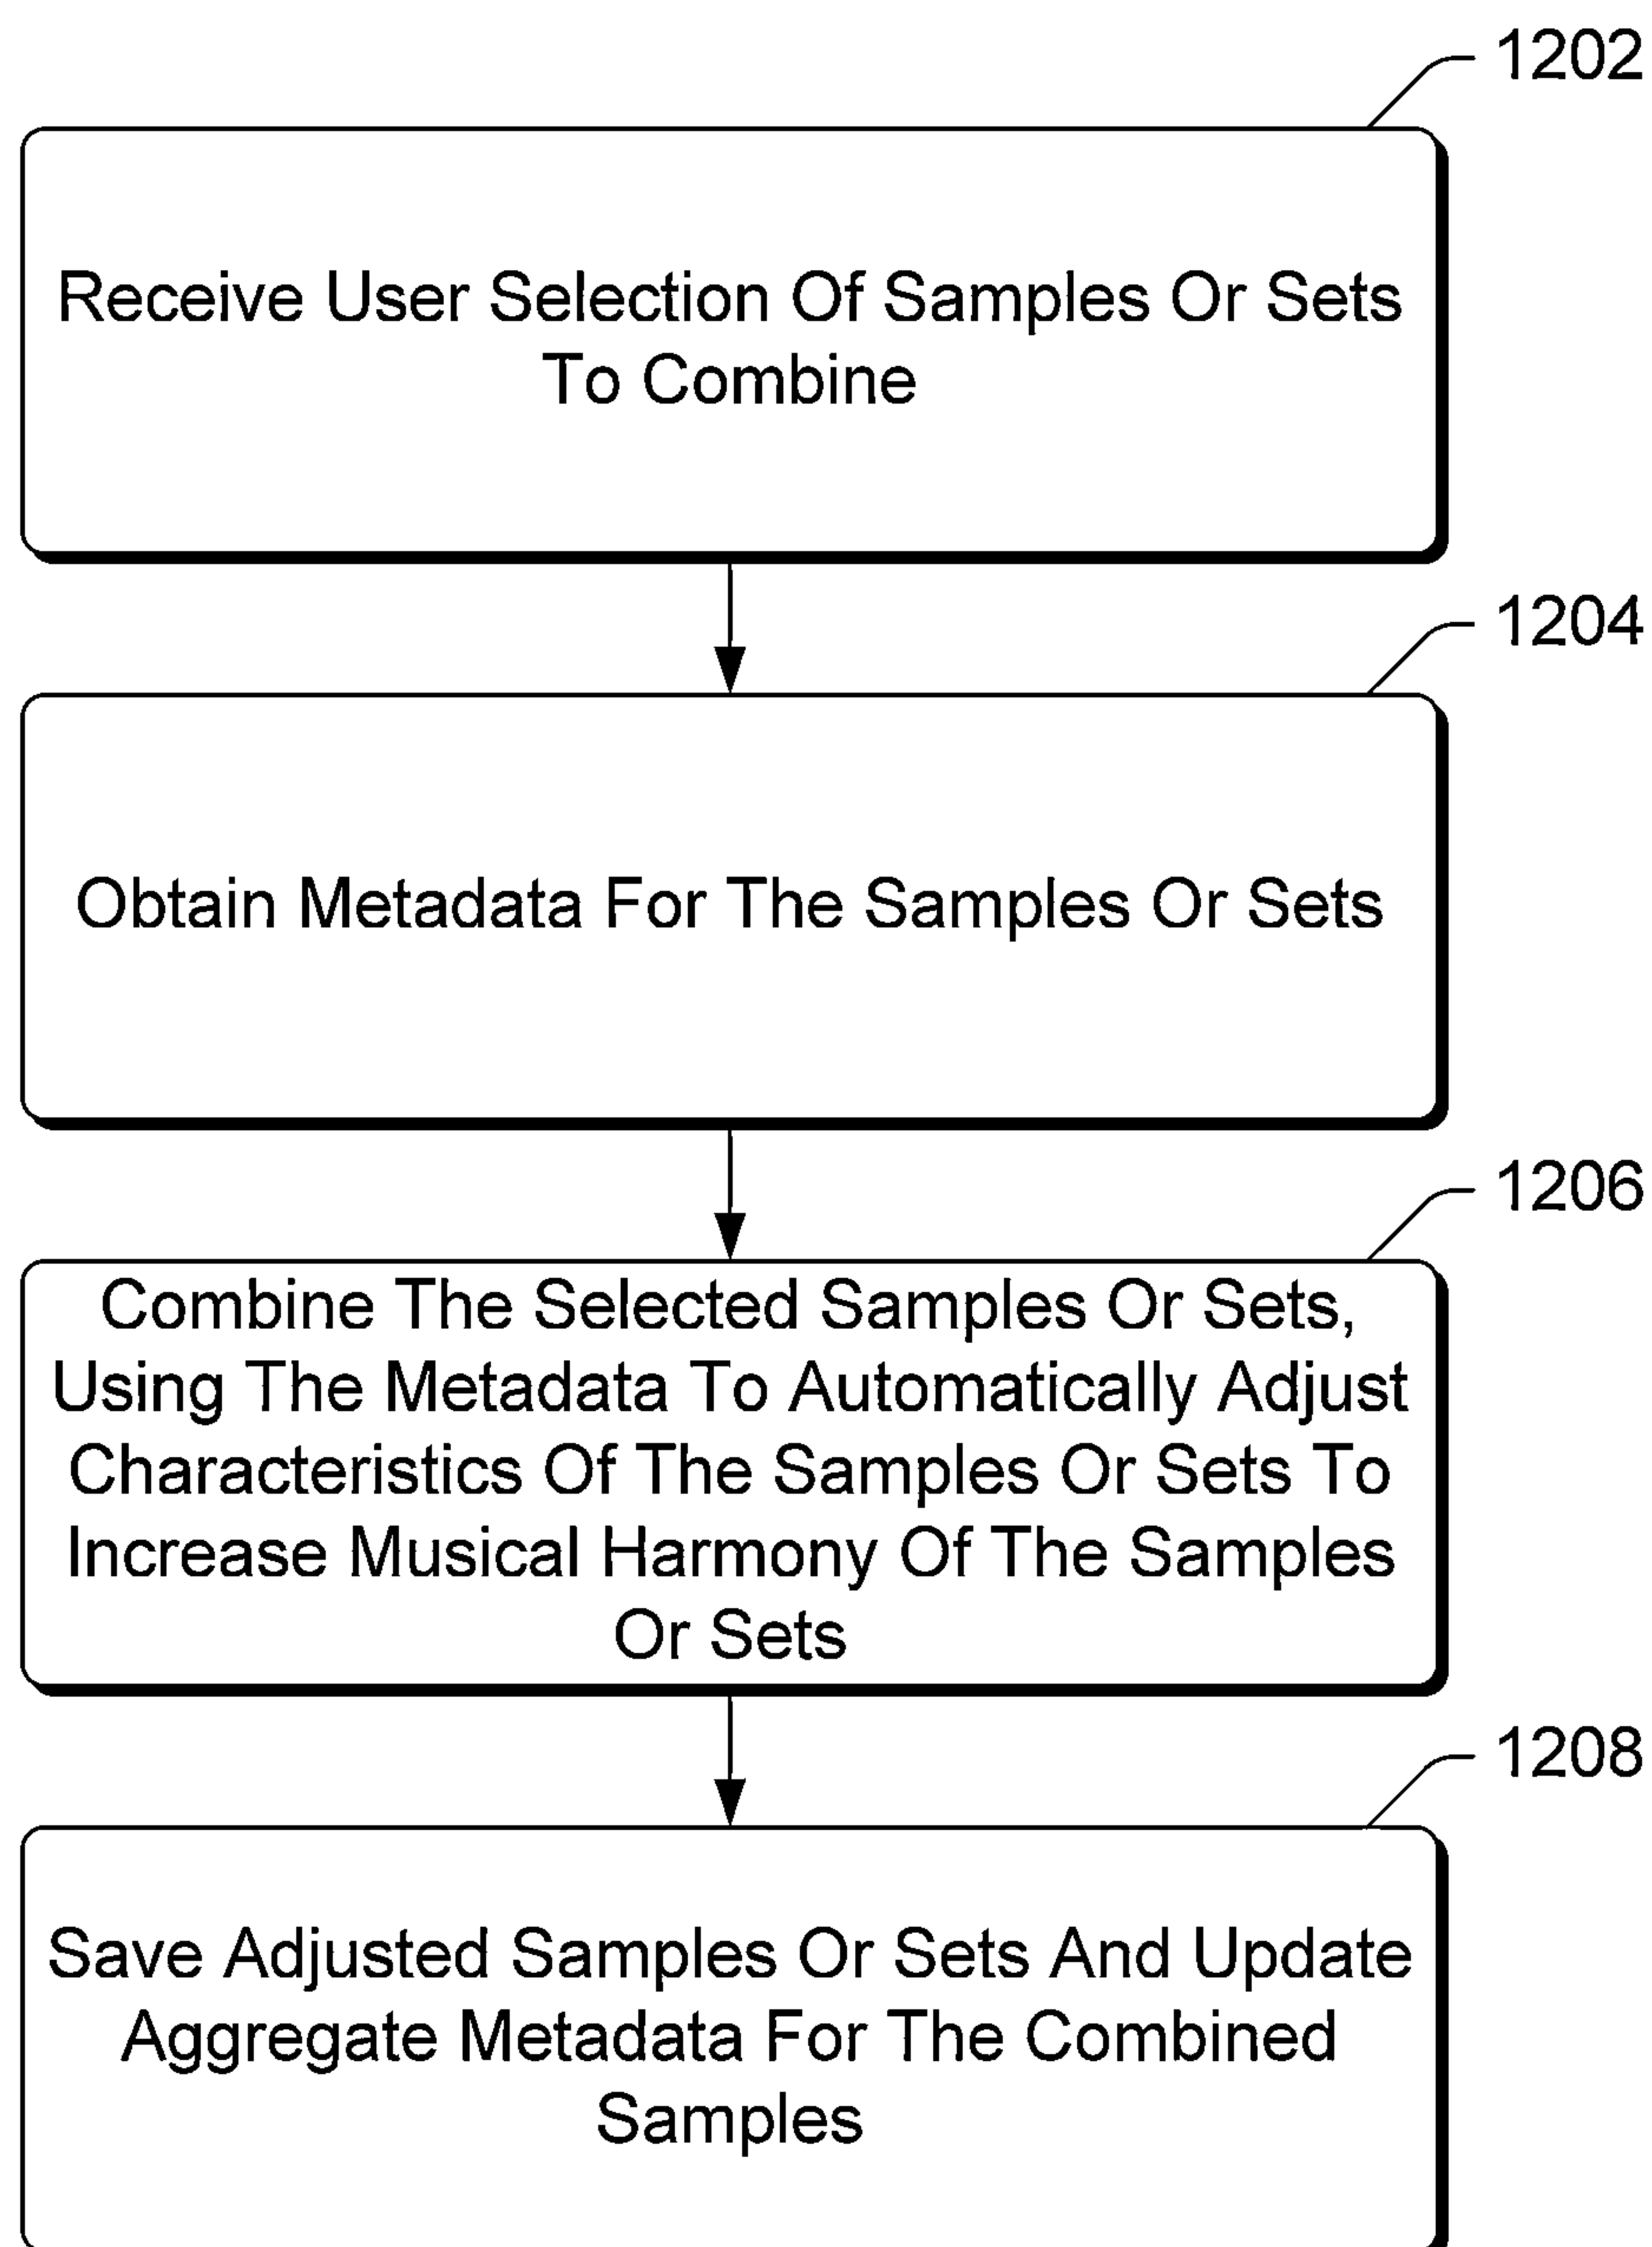 1202
Receive User Selection Of Samples Or Sets
To Combine
1204
Obtain Metadata For The Samples Or Sets
1206
Combine The Selected Samples Or Sets,
Using The Metadata To Automatically Adjust
Characteristics Of The Samples Or Sets To
Increase Musical Harmony Of The Samples
Or Sets
1208
Save Adjusted Samples Or Sets And Update
Aggregate Metadata For The Combined
Samples